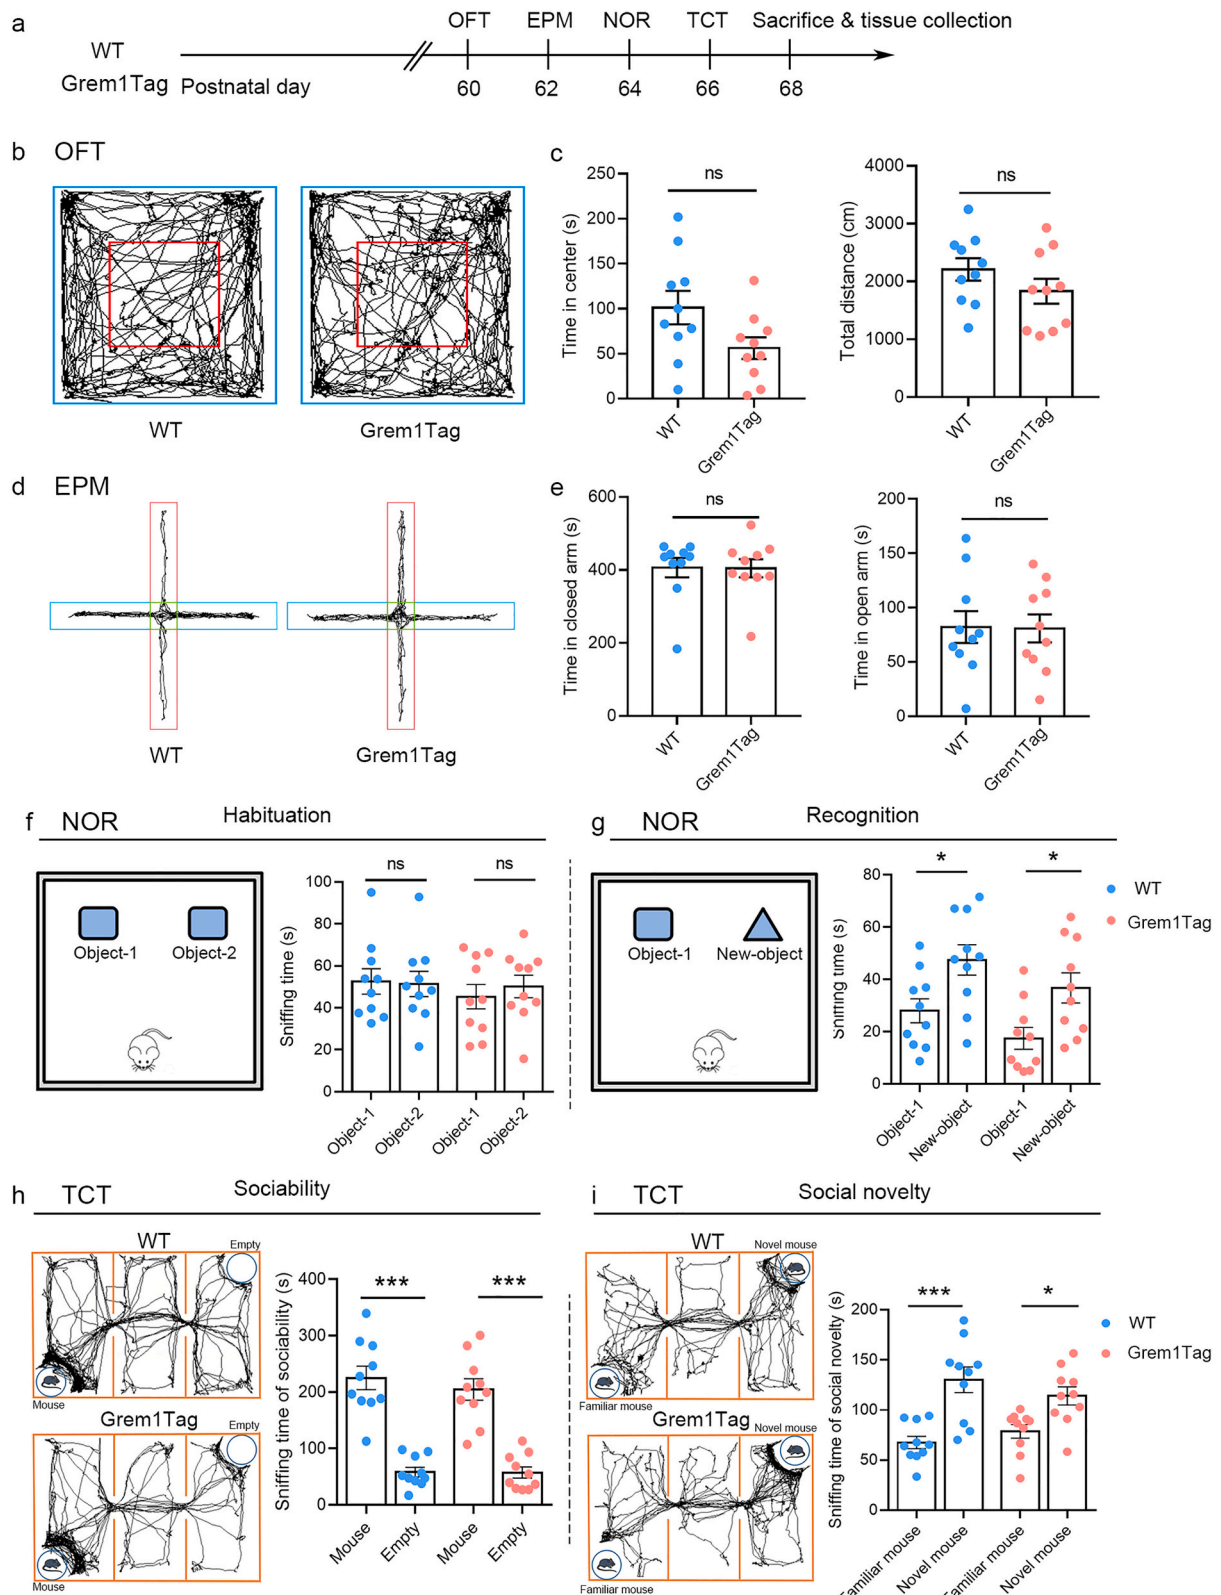 a
OFT EPM NOR TCT Sacrifice & tissue collection
WT
Grem1Tag Postnatal day
60 62 64 66 68
b OFT
WT Grem1Tag
c
Time in center (s)
250
200
150
100
50
0
ns
WT Grem1Tag
Total distance (cm)
4000
3000
2000
1000
0
ns
WT Grem1Tag
d EPM
WT Grem1Tag
e
Time in closed arm (s)
600
400
200
0
ns
WT Grem1Tag
Time in open arm (s)
200
150
100
50
0
ns
WT Grem1Tag
f NOR Habituation
Object-1 Object-2
Sniffing time (s)
100
80
60
40
20
0
ns ns
Object-1 Object-2 Object-1 Object-2
g NOR Recognition
Object-1 New-object
Sniffing time (s)
80
60
40
20
0
* *
WT
Grem1Tag
Object-1 New-object Object-1 New-object
h TCT Sociability
WT
Empty
Mouse
Grem1Tag
Empty
Mouse
Sniffing time of sociability (s)
400
300
200
100
0
*** ***
Mouse Empty Mouse Empty
i TCT Social novelty
WT
Novel mouse
Familiar mouse
Grem1Tag
Novel mouse
Familiar mouse
Sniffing time of social novelty (s)
200
150
100
50
0
*** *
WT
Grem1Tag
Familiar mouse Novel mouse Familiar mouse Novel mouse